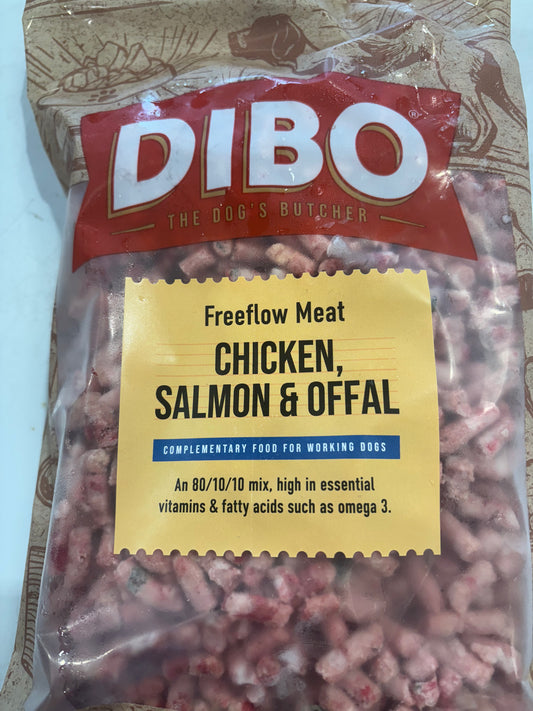 DIBO®
THE DOG'S BUTCHER
Freeflow Meat
CHICKEN,
SALMON & OFFAL
COMPLEMENTARY FOOD FOR WORKING DOGS
An 80/10/10 mix, high in essential
vitamins & fatty acids such as omega 3.